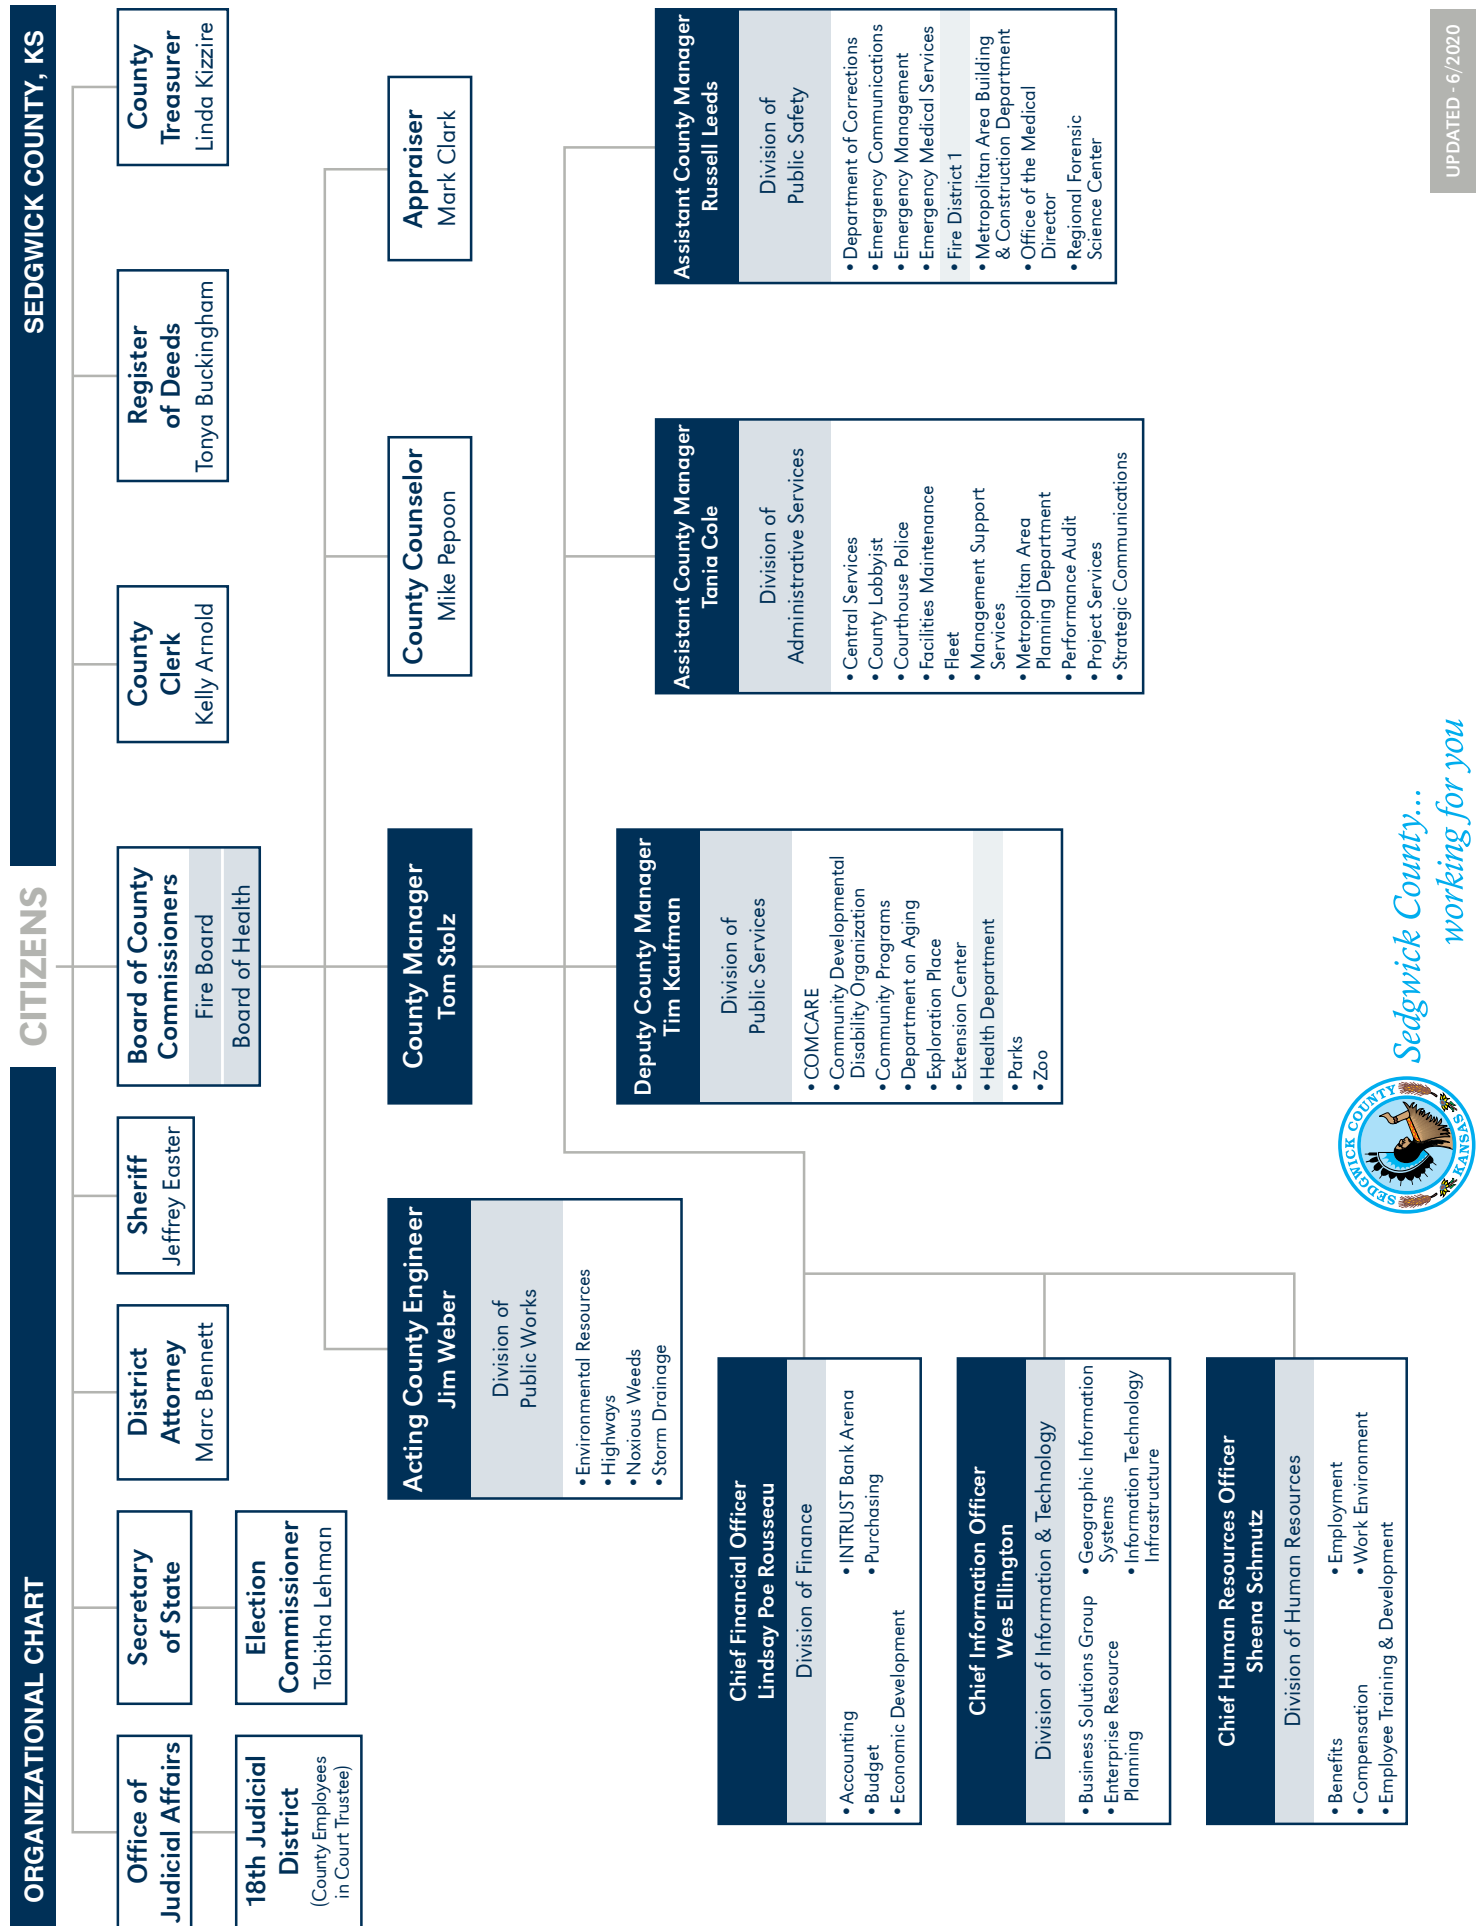 ORGANIZATIONAL CHART
CITIZENS
SEDGWICK COUNTY, KS
Office of
Judicial Affairs
18th Judicial
District
(County Employees
in Court Trustee)
Secretary
of State
Election
Commissioner
Tabitha Lehman
District
Attorney
Marc Bennett
Sheriff
Jeffrey Easter
Board of County
Commissioners
Fire Board
Board of Health
County
Clerk
Kelly Arnold
Register
of Deeds
Tonya Buckingham
County
Treasurer
Linda Kizzire
Acting County Engineer
Jim Weber
Division of
Public Works
• Environmental Resources
• Highways
• Noxious Weeds
• Storm Drainage
County Manager
Tom Stolz
County Counselor
Mike Pepoon
Appraiser
Mark Clark
Chief Financial Officer
Lindsay Poe Rousseau
Division of Finance
• Accounting
• Budget
• Economic Development
• INTRUST Bank Arena
• Purchasing
Chief Information Officer
Wes Ellington
Division of Information & Technology
• Business Solutions Group
• Enterprise Resource
Planning
• Geographic Information
Systems
• Information Technology
Infrastructure
Chief Human Resources Officer
Sheena Schmutz
Division of Human Resources
• Benefits
• Compensation
• Employee Training & Development
• Employment
• Work Environment
Deputy County Manager
Tim Kaufman
Division of
Public Services
• COMCARE
• Community Developmental
Disability Organization
• Community Programs
• Department on Aging
• Exploration Place
• Extension Center
• Health Department
• Parks
• Zoo
Assistant County Manager
Tania Cole
Division of
Administrative Services
• Central Services
• County Lobbyist
• Courthouse Police
• Facilities Maintenance
• Fleet
• Management Support
Services
• Metropolitan Area
Planning Department
• Performance Audit
• Project Services
• Strategic Communications
Assistant County Manager
Russell Leeds
Division of
Public Safety
• Department of Corrections
• Emergency Communications
• Emergency Management
• Emergency Medical Services
• Fire District 1
• Metropolitan Area Building
& Construction Department
• Office of the Medical
Director
• Regional Forensic
Science Center
SEDGWICK COUNTY
KANSAS
Sedgwick County...
working for you
UPDATED - 6/2020